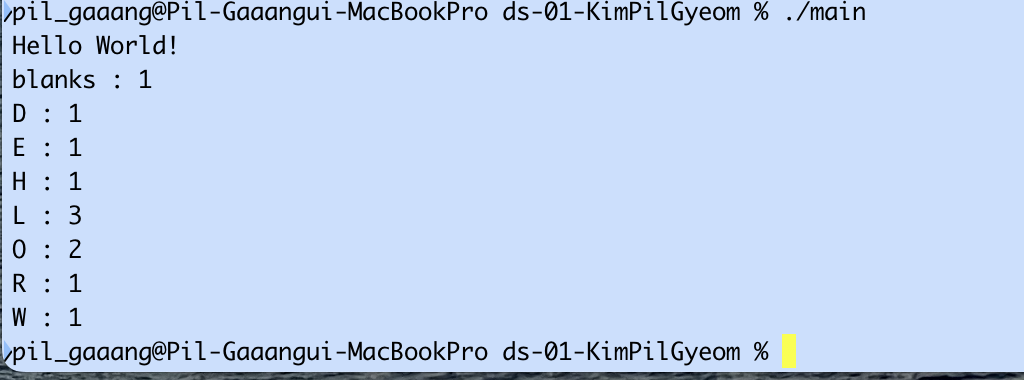 pil_gaaang@Pil-Gaaangui-MacBookPro ds-01-KimPilGyeom % ./main
Hello World!
blanks : 1
D : 1
E : 1
H : 1
L : 3
O : 2
R : 1
W : 1
pil_gaaang@Pil-Gaaangui-MacBookPro ds-01-KimPilGyeom %